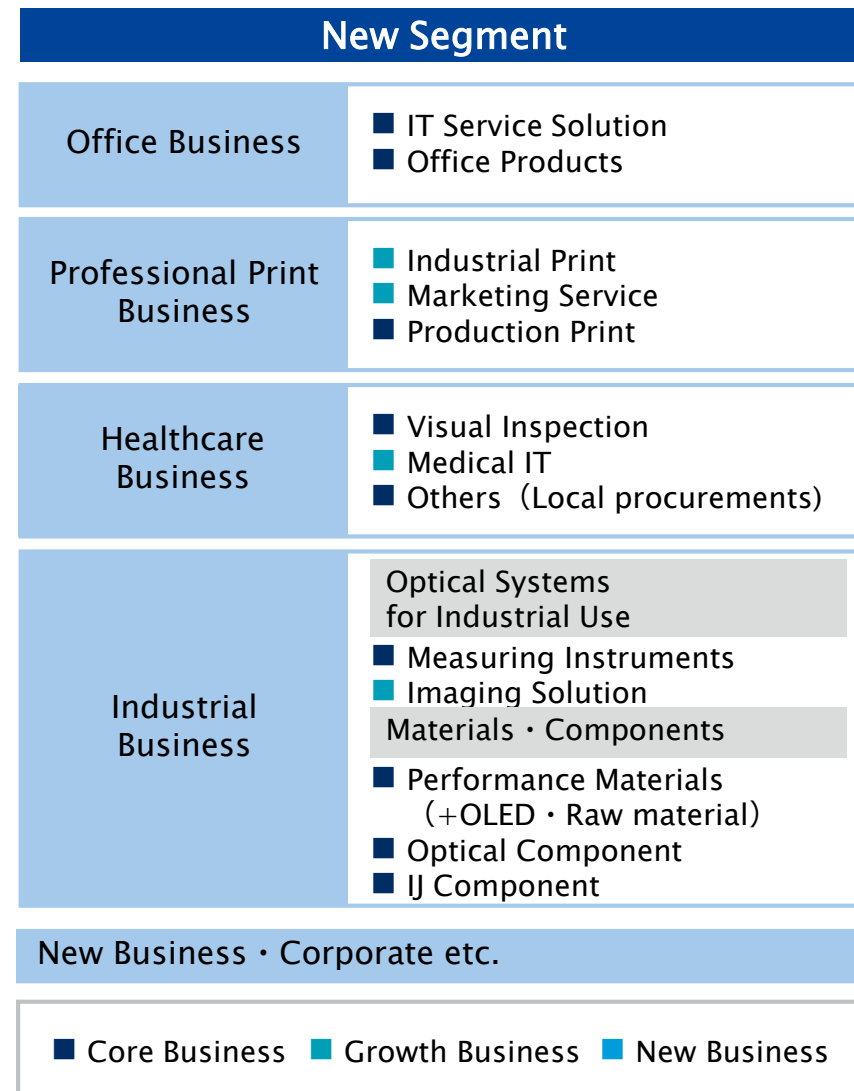 New Segment
Office Business
■ IT Service Solution
■ Office Products
Professional Print
Business
■ Industrial Print
■ Marketing Service
■ Production Print
Healthcare
Business
■ Visual Inspection
■ Medical IT
■ Others（Local procurements)
Industrial
Business
Optical Systems
for Industrial Use
■ Measuring Instruments
■ Imaging Solution
Materials・Components
■ Performance Materials
（+OLED・Raw material）
■ Optical Component
■ IJ Component
New Business・Corporate etc.
■ Core Business ■ Growth Business ■ New Business